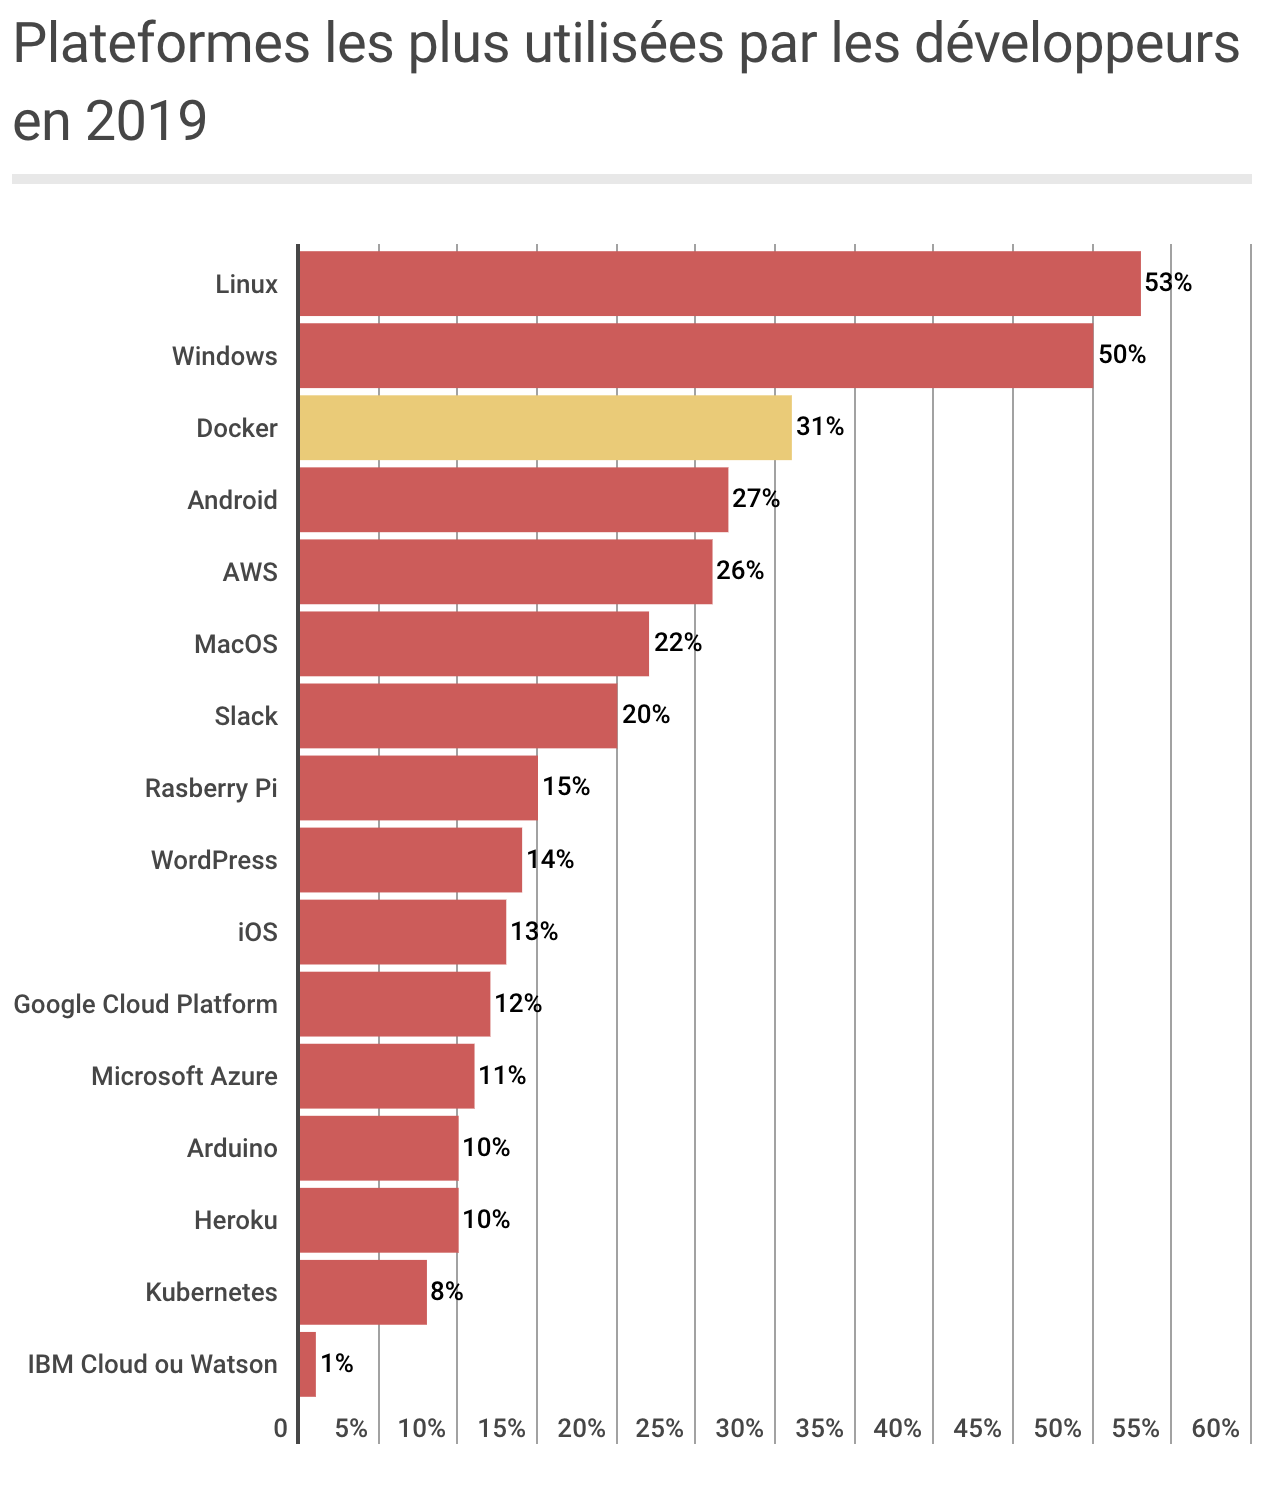 Plateformes les plus utilisées par les développeurs
en 2019
Linux 53%
Windows 50%
Docker 31%
Android 27%
AWS 26%
MacOS 22%
Slack 20%
Rasberry Pi 15%
WordPress 14%
iOS 13%
Google Cloud Platform 12%
Microsoft Azure 11%
Arduino 10%
Heroku 10%
Kubernetes 8%
IBM Cloud ou Watson 1%
0 5% 10% 15% 20% 25% 30% 35% 40% 45% 50% 55% 60%